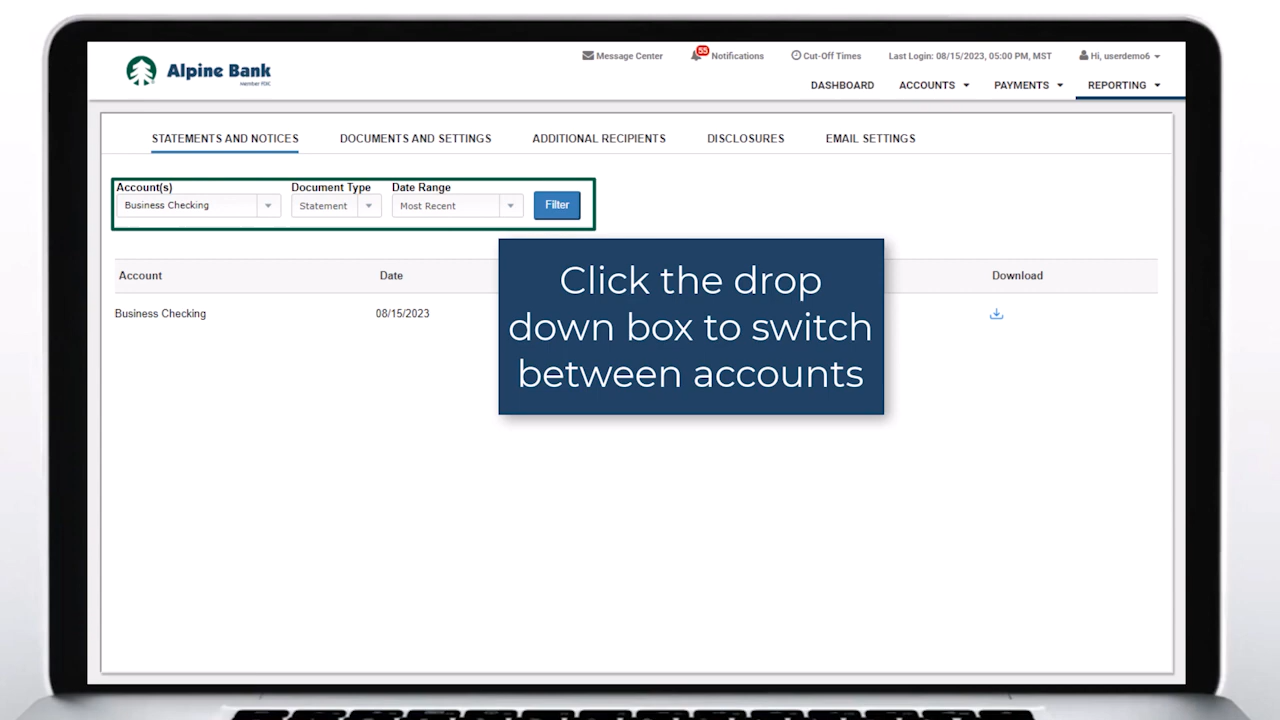 Message Center
55
Notifications
Cut-Off Times
Last Login: 08/15/2023, 05:00 PM, MST
Hi, userdemo6
Alpine Bank
Member FDIC
DASHBOARD
ACCOUNTS
PAYMENTS
REPORTING
STATEMENTS AND NOTICES
DOCUMENTS AND SETTINGS
ADDITIONAL RECIPIENTS
DISCLOSURES
EMAIL SETTINGS
Account(s)
Document Type
Date Range
Business Checking
Statement
Most Recent
Filter
Account
Date
Download
Business Checking
08/15/2023
Click the drop
down box to switch
between accounts